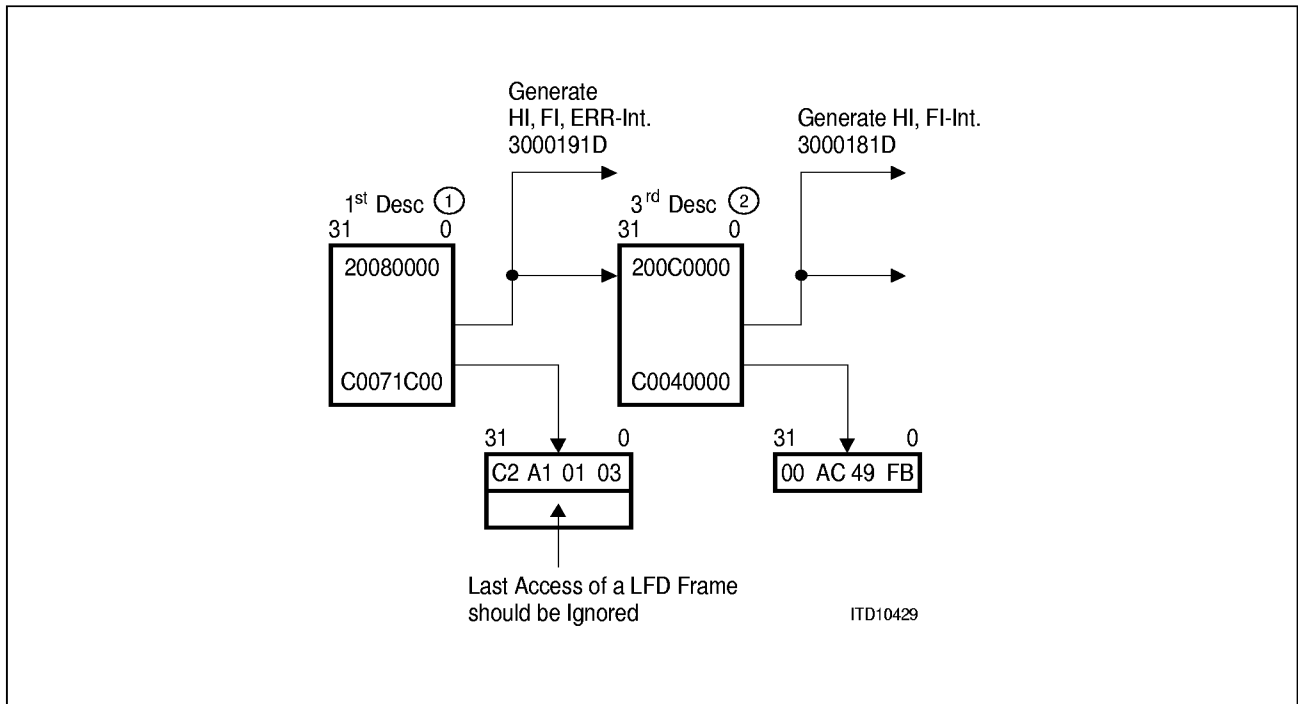 Generate
HI, FI, ERR-Int.
3000191D
Generate HI, FI-Int.
3000181D
1st Desc 1
31 0
20080000
C0071C00
3rd Desc 2
31 0
200C0000
C0040000
31 0
C2 A1 01 03
31 0
00 AC 49 FB
Last Access of a LFD Frame
should be Ignored
ITD10429